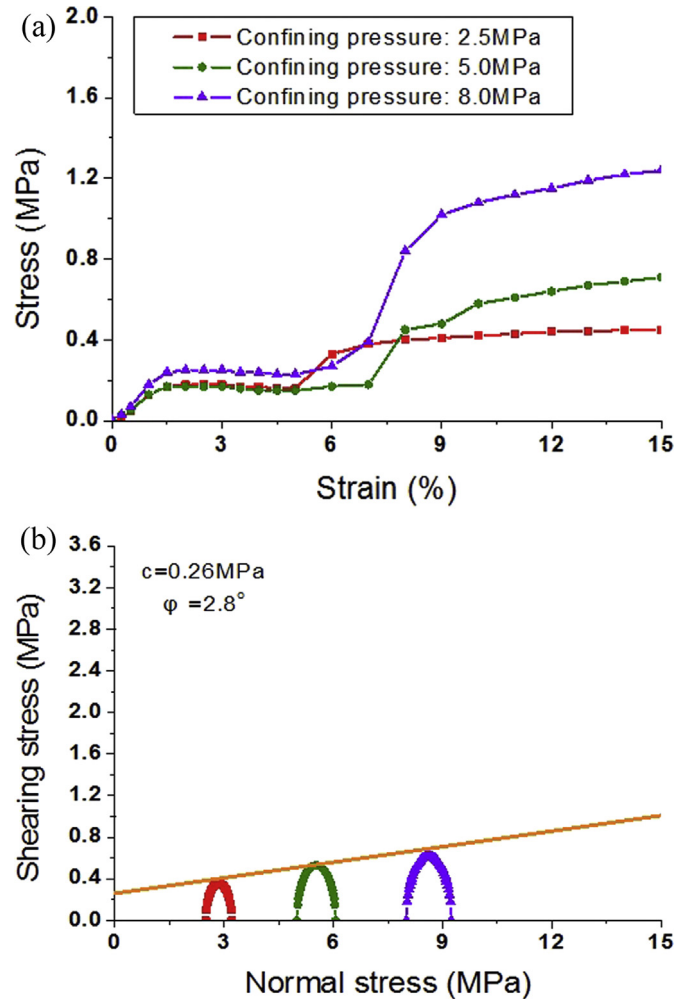 (a)
2.0
1.6
1.2
0.8
0.4
0.0
Stress (MPa)
Confining pressure: 2.5MPa
Confining pressure: 5.0MPa
Confining pressure: 8.0MPa
0 3 6 9 12 15
Strain (%)
(b)
3.6
3.2
2.8
2.4
2.0
1.6
1.2
0.8
0.4
0.0
Shearing stress (MPa)
c=0.26MPa
φ =2.8°
0 3 6 9 12 15
Normal stress (MPa)